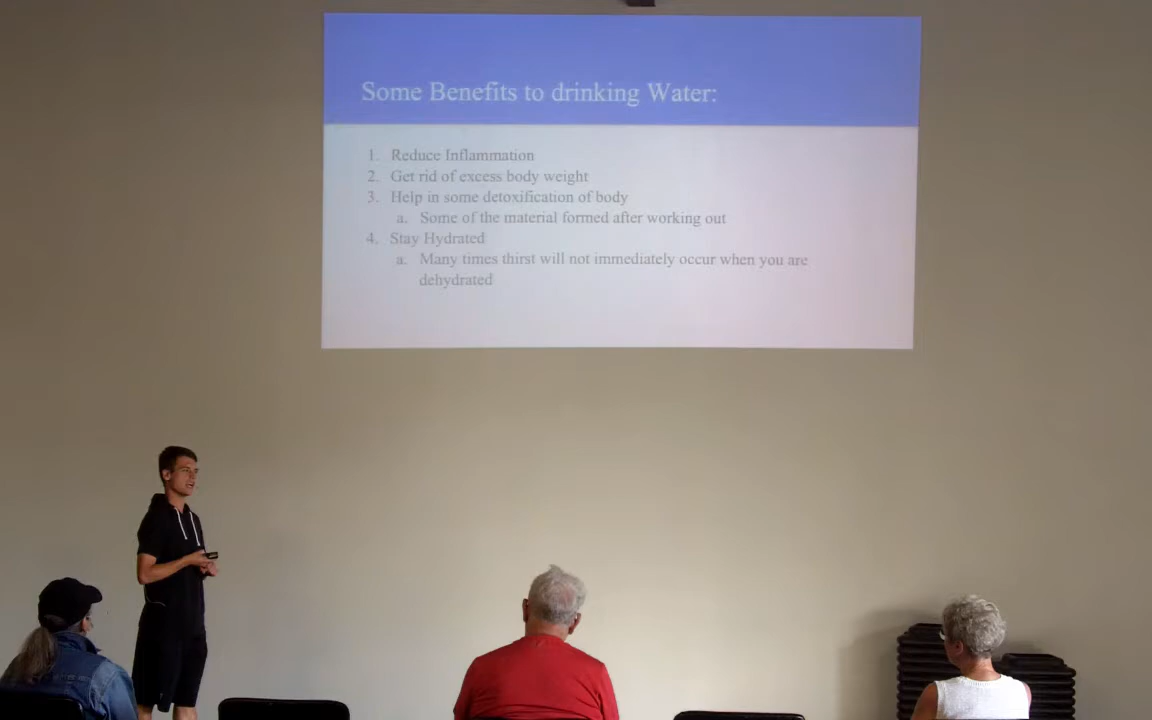 Some Benefits to drinking Water:
1. Reduce Inflammation
2. Get rid of excess body weight
3. Help in some detoxification of body
a. Some of the material formed after working out
4. Stay Hydrated
a. Many times thirst will not immediately occur when you are
dehydrated